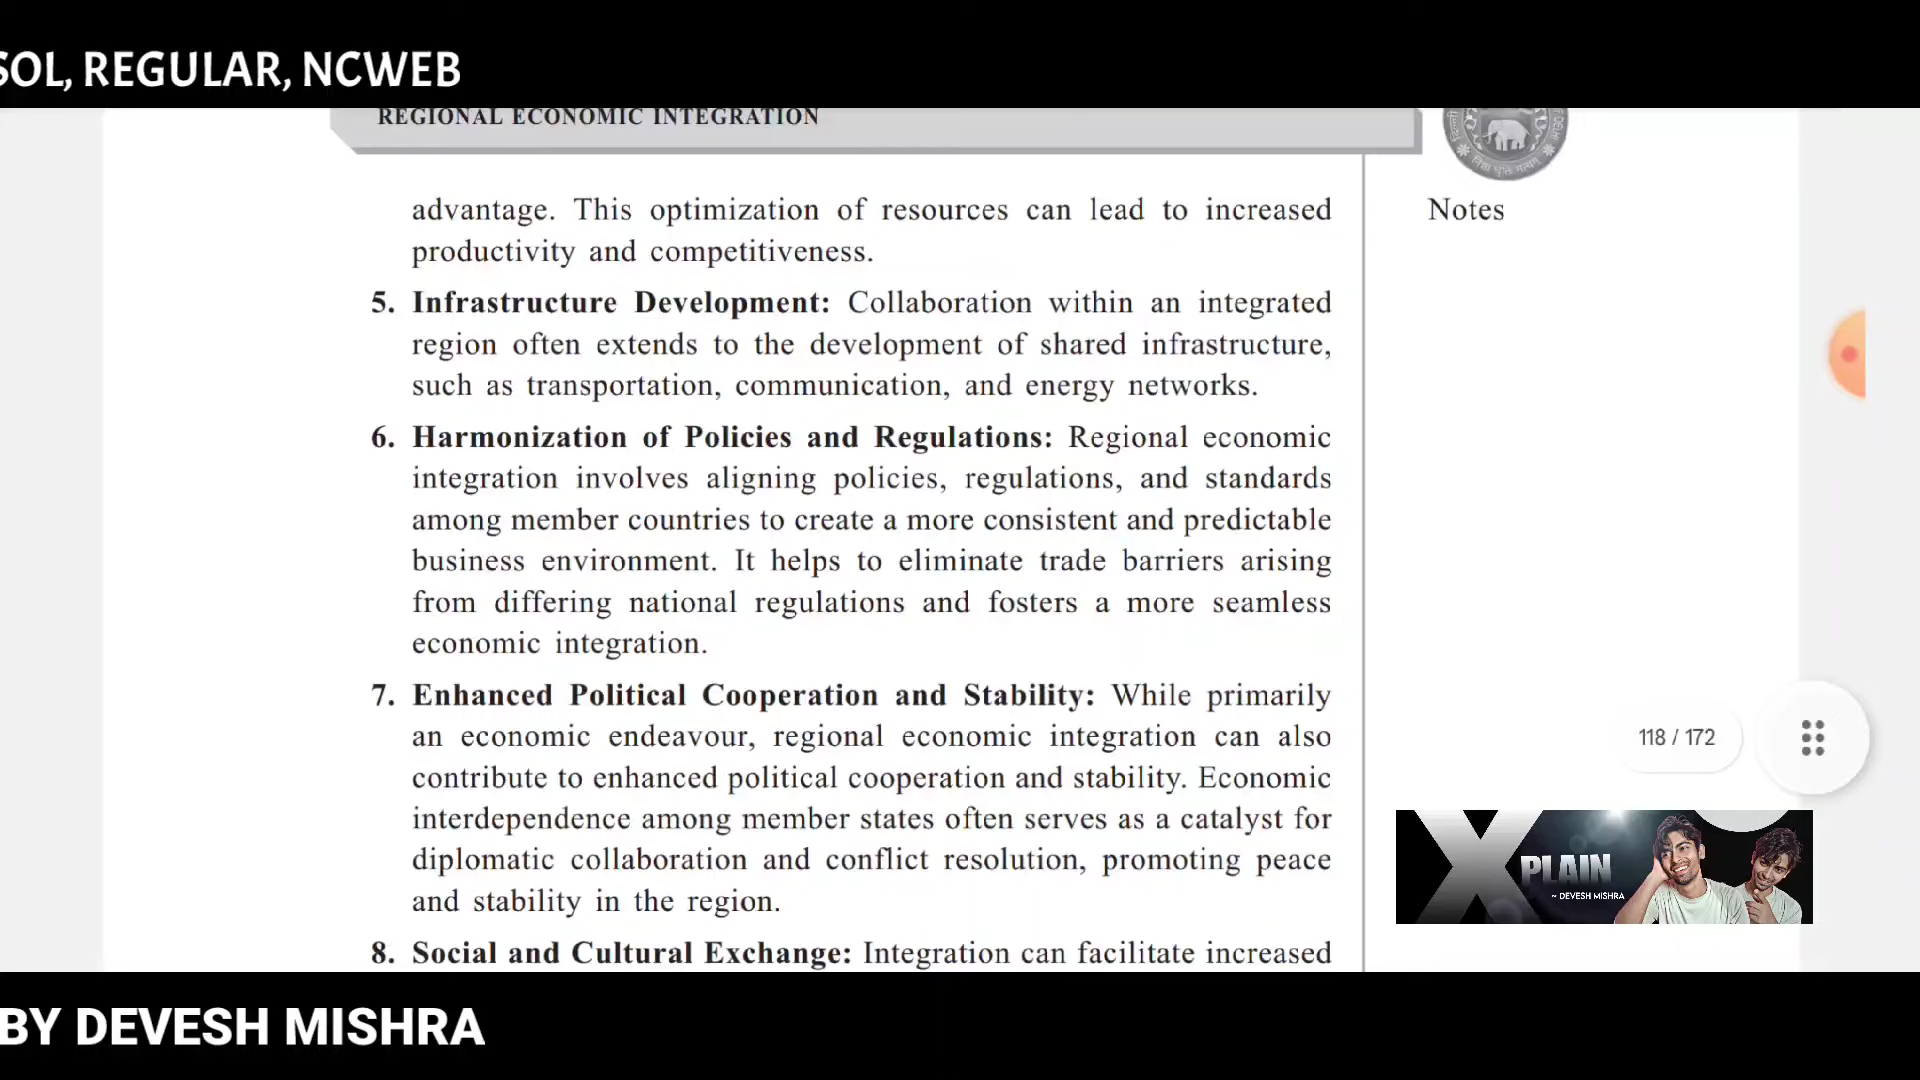 SOL, REGULAR, NCWEB
REGIONAL ECONOMIC INTEGRATION
advantage. This optimization of resources can lead to increased
productivity and competitiveness.
Notes
5. Infrastructure Development: Collaboration within an integrated
region often extends to the development of shared infrastructure,
such as transportation, communication, and energy networks.
6. Harmonization of Policies and Regulations: Regional economic
integration involves aligning policies, regulations, and standards
among member countries to create a more consistent and predictable
business environment. It helps to eliminate trade barriers arising
from differing national regulations and fosters a more seamless
economic integration.
7. Enhanced Political Cooperation and Stability: While primarily
an economic endeavour, regional economic integration can also
contribute to enhanced political cooperation and stability. Economic
interdependence among member states often serves as a catalyst for
diplomatic collaboration and conflict resolution, promoting peace
and stability in the region.
8. Social and Cultural Exchange: Integration can facilitate increased
118 / 172
X PLAIN
~ DEVESH MISHRA
BY DEVESH MISHRA